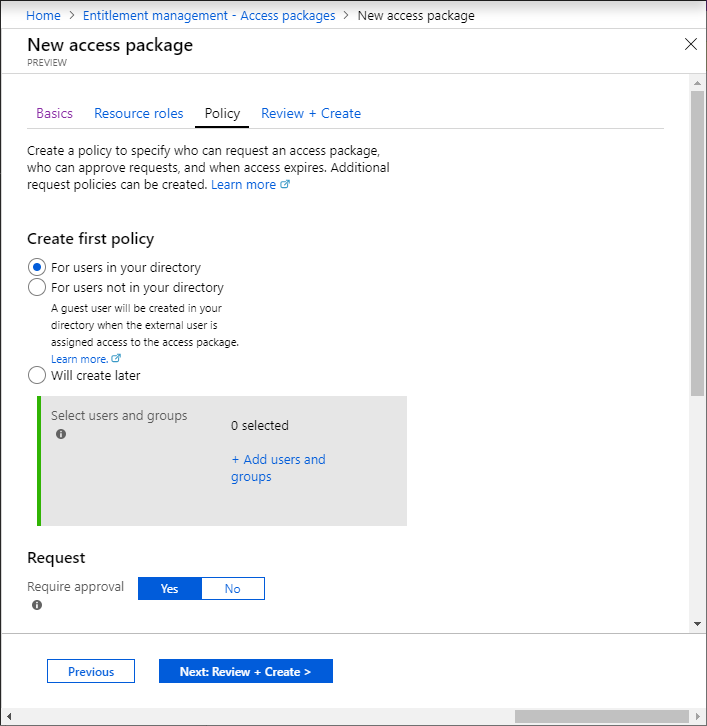 Home > Entitlement management - Access packages > New access package
New access package
PREVIEW
Basics Resource roles Policy Review + Create
Create a policy to specify who can request an access package,
who can approve requests, and when access expires. Additional
request policies can be created. Learn more
Create first policy
For users in your directory
For users not in your directory
A guest user will be created in your
directory when the external user is
assigned access to the access package.
Learn more.
Will create later
Select users and groups
0 selected
+ Add users and
groups
Request
Require approval Yes No
Previous Next: Review + Create >